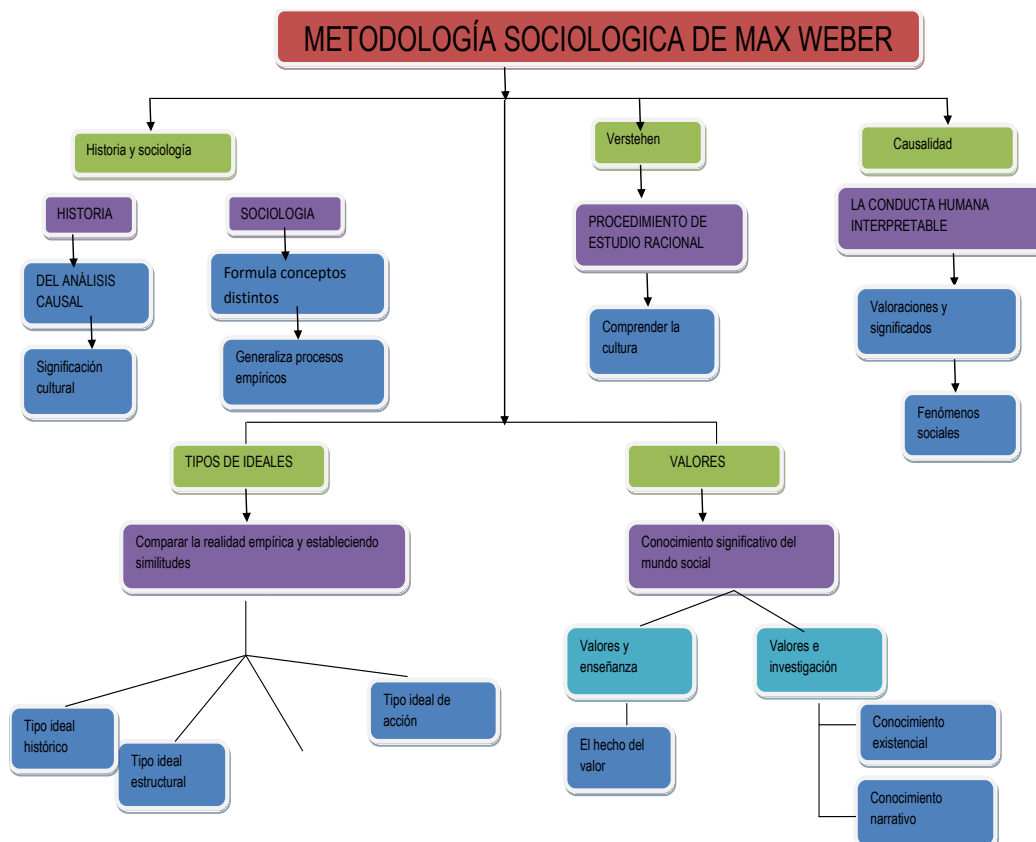 METODOLOGÍA SOCIOLOGICA DE MAX WEBER
Historia y sociología
Verstehen
Causalidad
HISTORIA
SOCIOLOGIA
PROCEDIMIENTO DE
ESTUDIO RACIONAL
LA CONDUCTA HUMANA
INTERPRETABLE
DEL ANÁLISIS
CAUSAL
Formula conceptos
distintos
Comprender la
cultura
Valoraciones y
significados
Significación
cultural
Generaliza procesos
empíricos
Fenómenos
sociales
TIPOS DE IDEALES
VALORES
Comparar la realidad empírica y estableciendo
similitudes
Conocimiento significativo del
mundo social
Valores y
enseñanza
Valores e
investigación
Tipo ideal
histórico
Tipo ideal
estructural
Tipo ideal de
acción
El hecho del
valor
Conocimiento
existencial
Conocimiento
narrativo